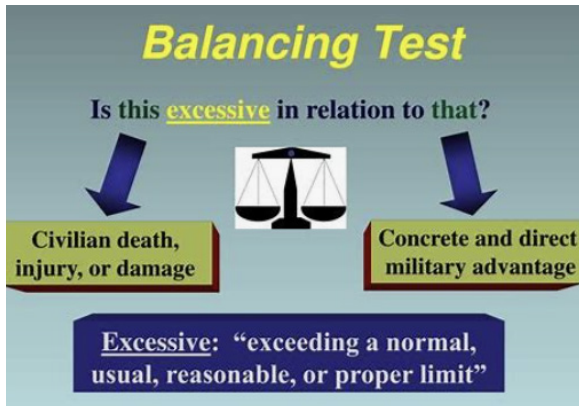 Balancing Test
Is this excessive in relation to that?
Civilian death,
injury, or damage
Concrete and direct
military advantage
Excessive: “exceeding a normal,
usual, reasonable, or proper limit”